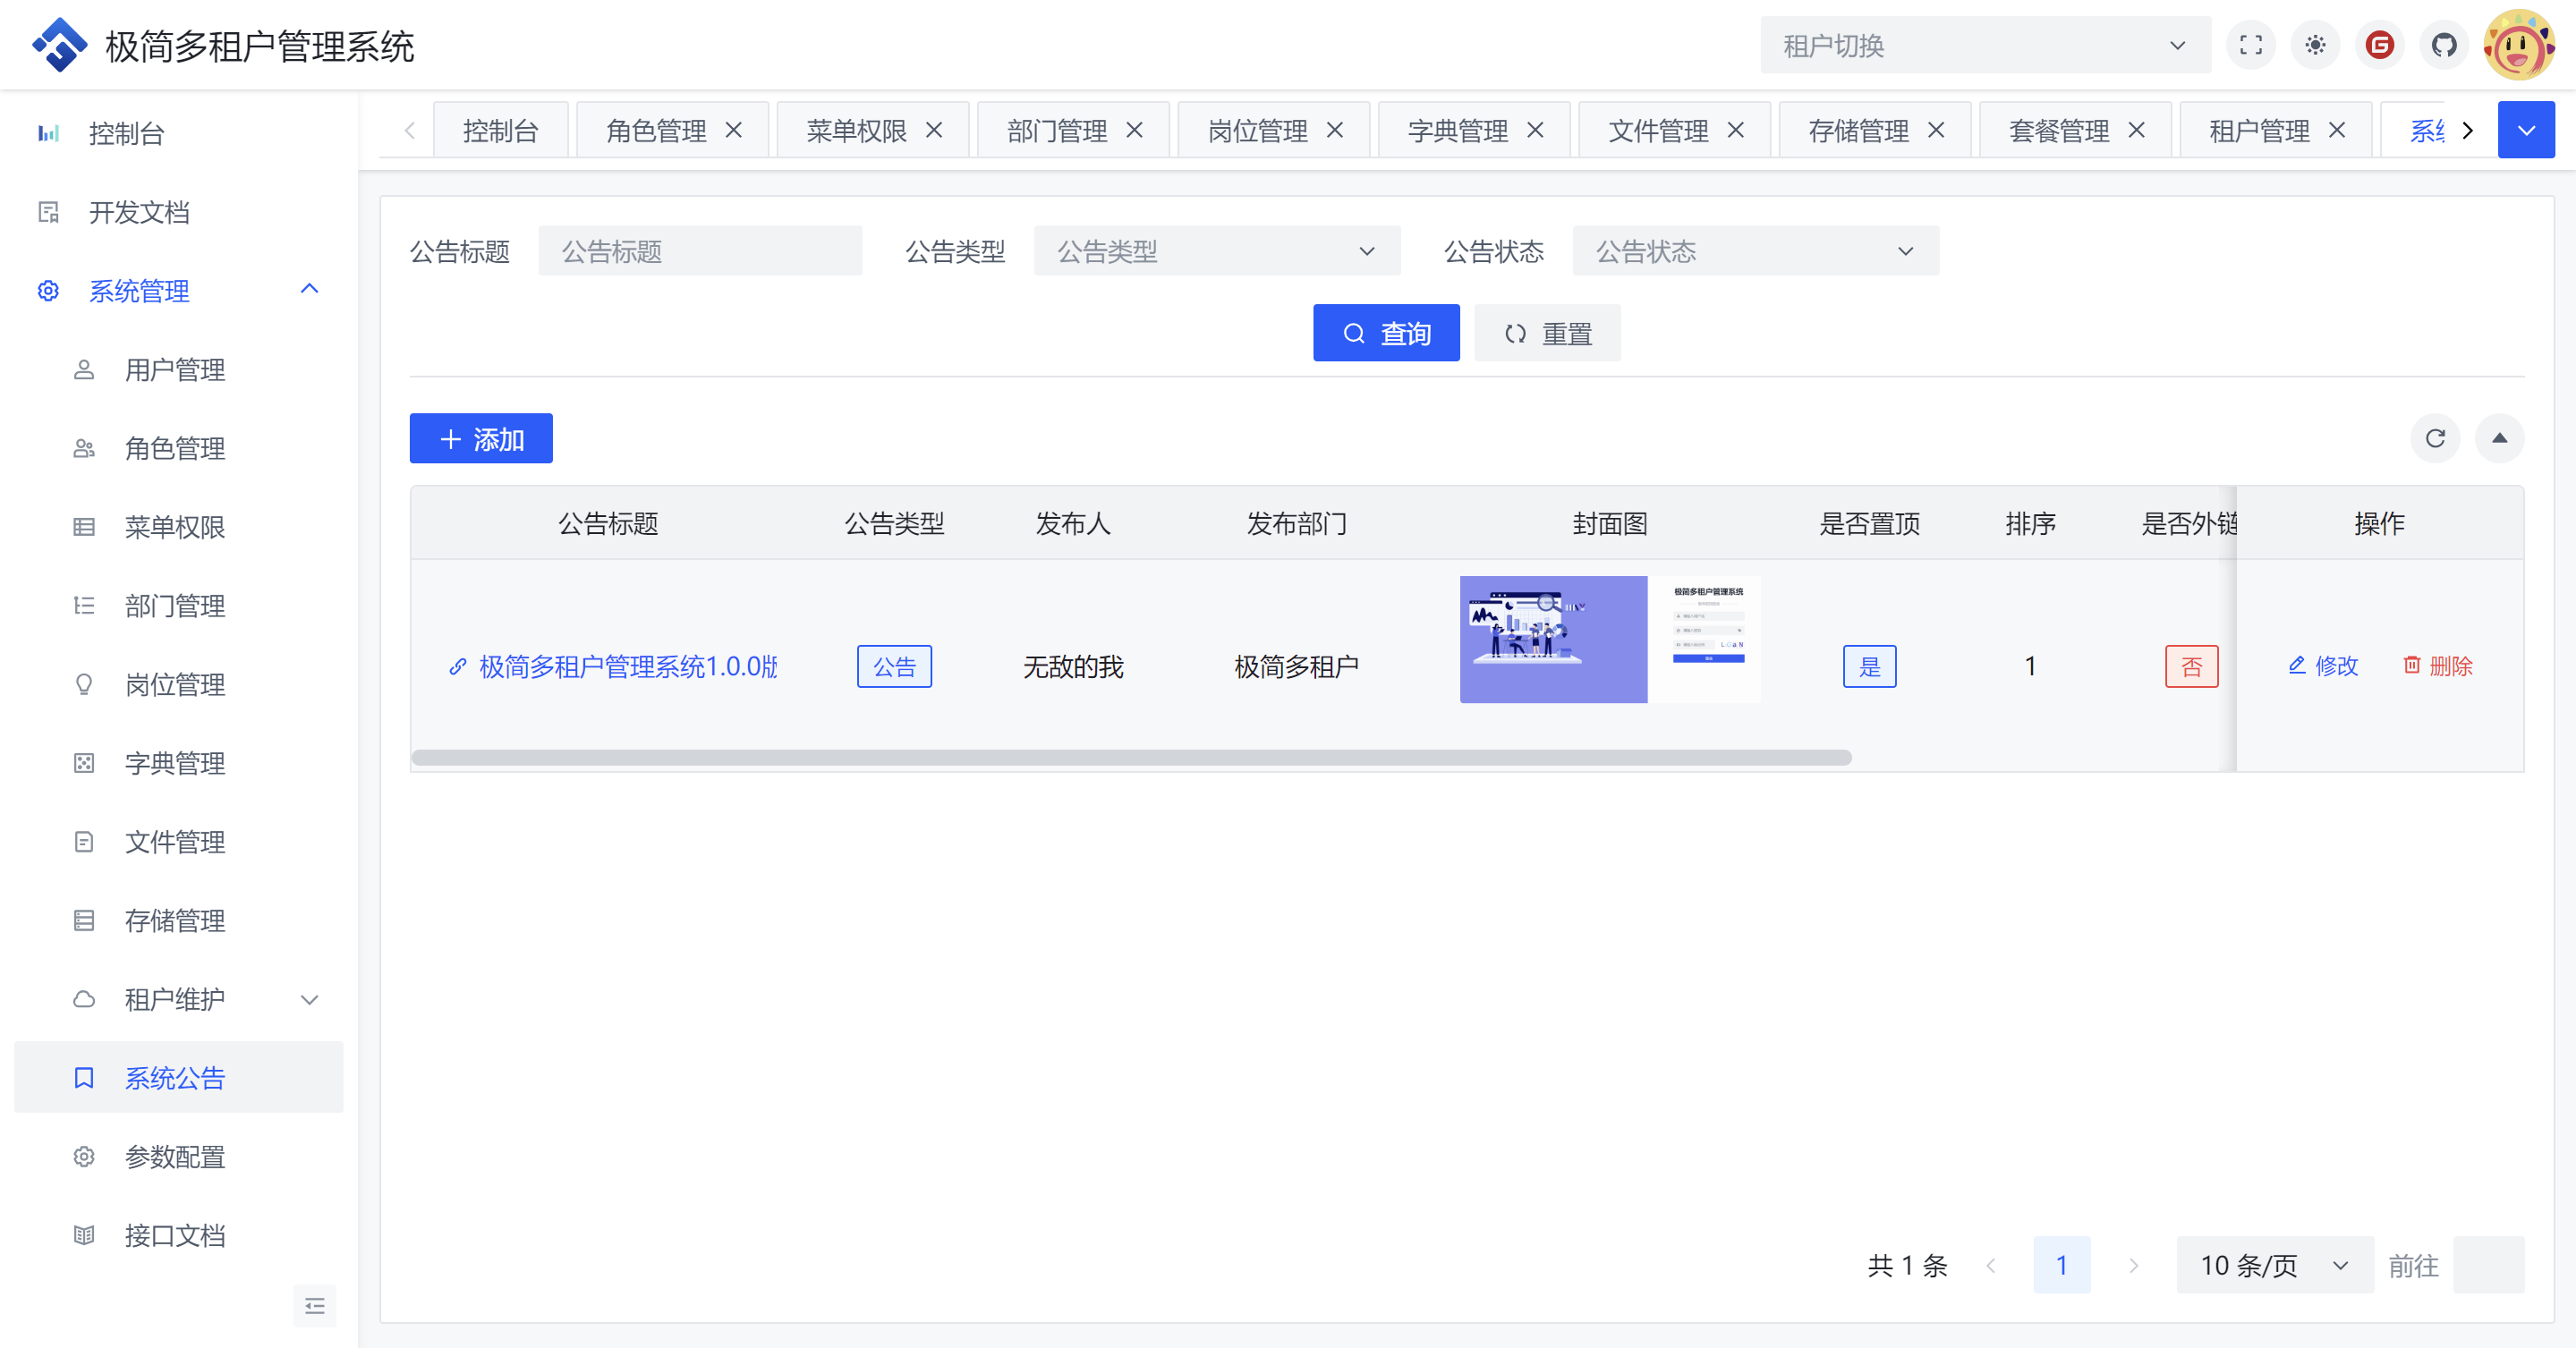 极简多租户管理系统
租户切换
控制台
开发文档
系统管理
用户管理
角色管理
菜单权限
部门管理
岗位管理
字典管理
文件管理
存储管理
租户维护
系统公告
参数配置
接口文档
控制台 角色管理 菜单权限 部门管理 岗位管理 字典管理 文件管理 存储管理 套餐管理 租户管理 系统
公告标题 公告标题 公告类型 公告类型 公告状态 公告状态
查询 重置
添加
公告标题 公告类型 发布人 发布部门 封面图 是否置顶 排序 是否外链 操作
极简多租户管理系统
极简多租户管理系统1.0.0版 公告 无敌的我 极简多租户 是 1 否 修改 删除
共 1 条 1 10 条/页 前往